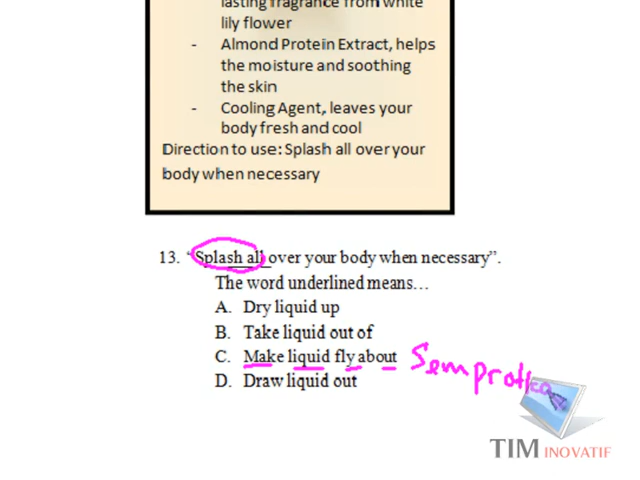 lasting fragrance from white
lily flower
- Almond Protein Extract, helps
the moisture and soothing
the skin
- Cooling Agent, leaves your
body fresh and cool
Direction to use: Splash all over your
body when necessary
13. “Splash all over your body when necessary”.
The word underlined means…
A. Dry liquid up
B. Take liquid out of
C. Make liquid fly about Semprotkan
D. Draw liquid out
TIM INOVATIF